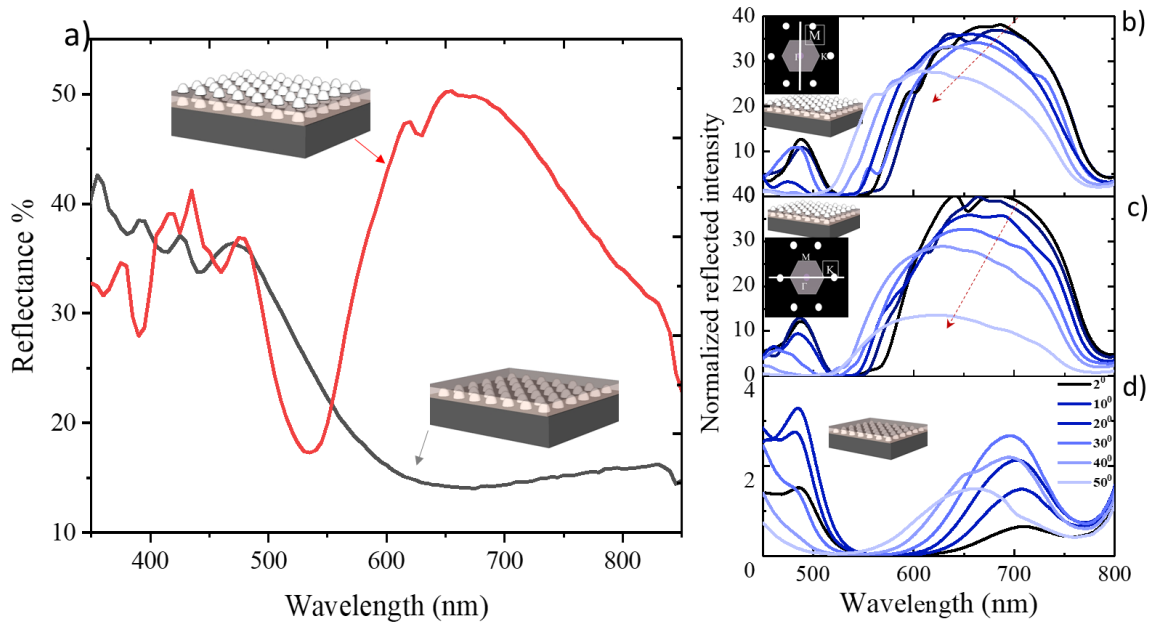 a)
Reflectance %
50
40
30
20
10
400
500
600
700
800
Wavelength (nm)
b)
M
Γ
K
40
30
20
10
40
c)
M
K
Γ
30
20
10
0
Normalized reflected intensity
d)
4
2
0
2⁰
10⁰
20⁰
30⁰
40⁰
50⁰
500
600
700
800
Wavelength (nm)